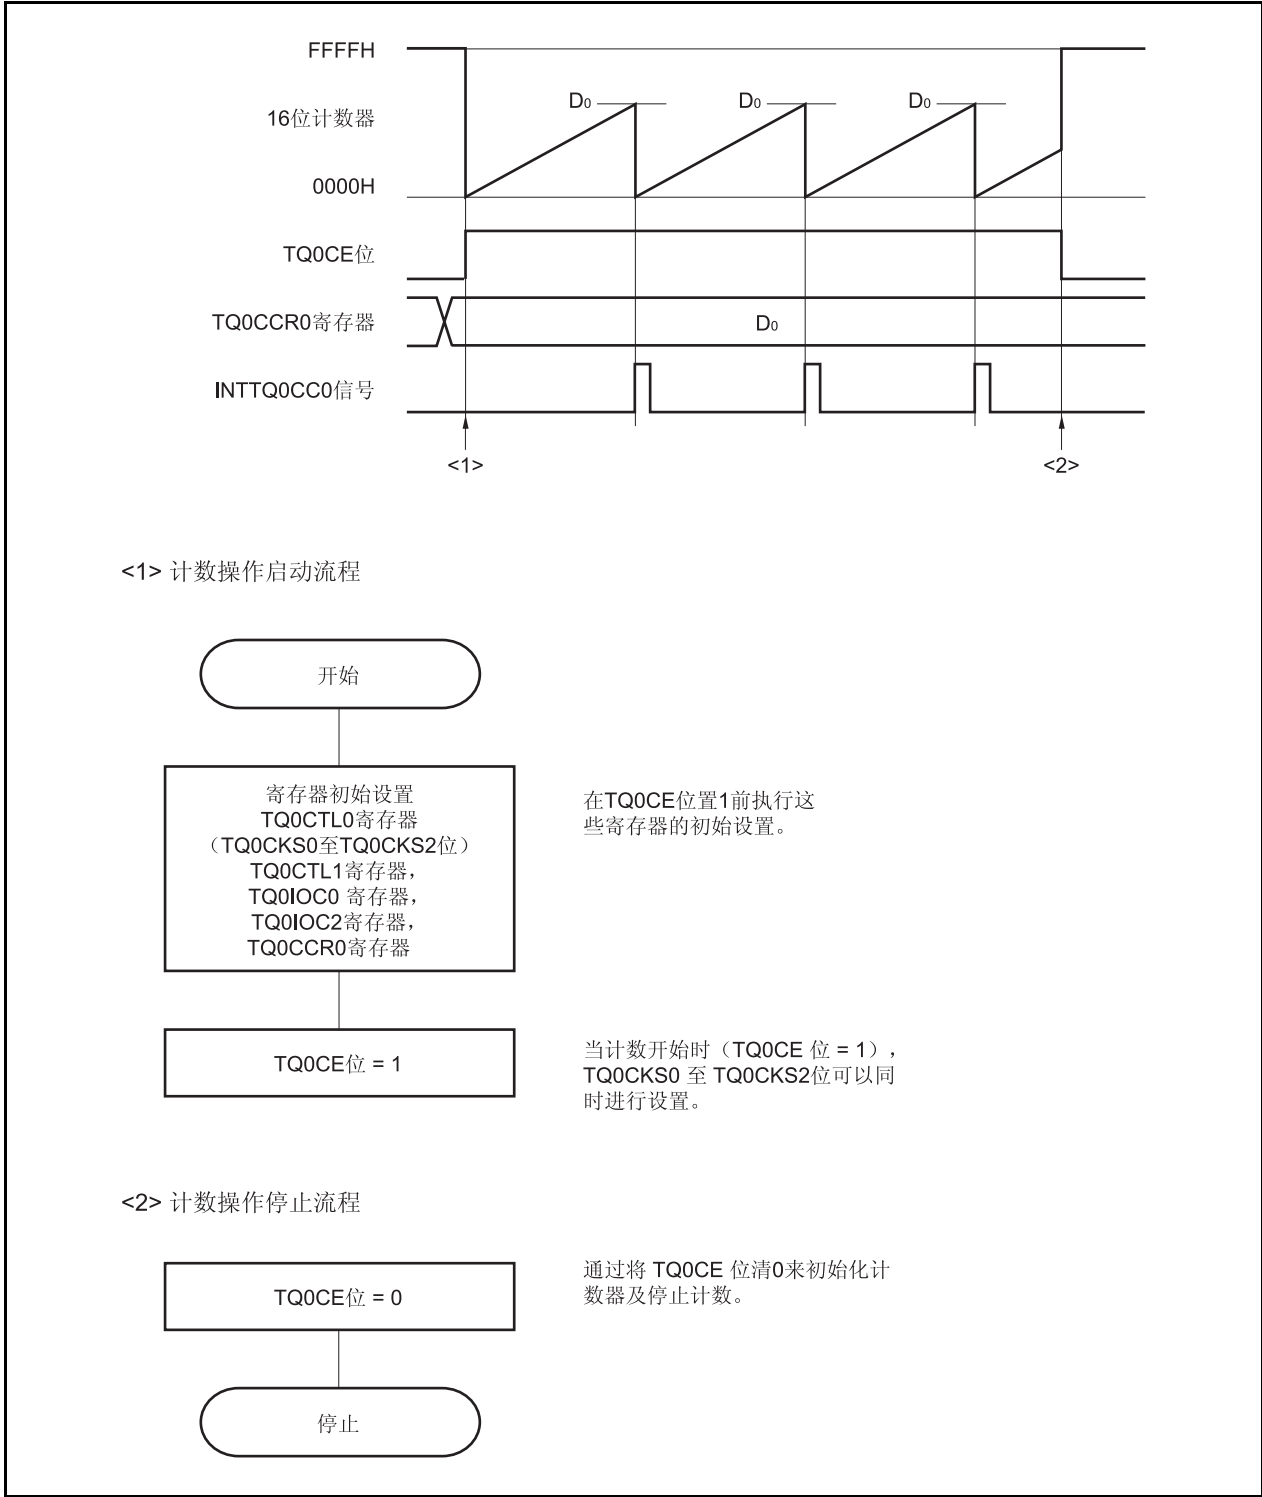 FFFFH
D0 D0 D0
16位计数器
0000H
TQ0CE位
TQ0CCR0寄存器 D0
INTTQ0CC0信号
<1> <2>
<1> 计数操作启动流程
开始
寄存器初始设置
TQ0CTL0寄存器
（TQ0CKS0至TQ0CKS2位）
TQ0CTL1寄存器，
TQ0IOC0 寄存器，
TQ0IOC2寄存器，
TQ0CCR0寄存器
在TQ0CE位置1前执行这
些寄存器的初始设置。
TQ0CE位 = 1
当计数开始时（TQ0CE 位 = 1），
TQ0CKS0 至 TQ0CKS2位可以同
时进行设置。
<2> 计数操作停止流程
TQ0CE位 = 0
通过将 TQ0CE 位清0来初始化计
数器及停止计数。
停止